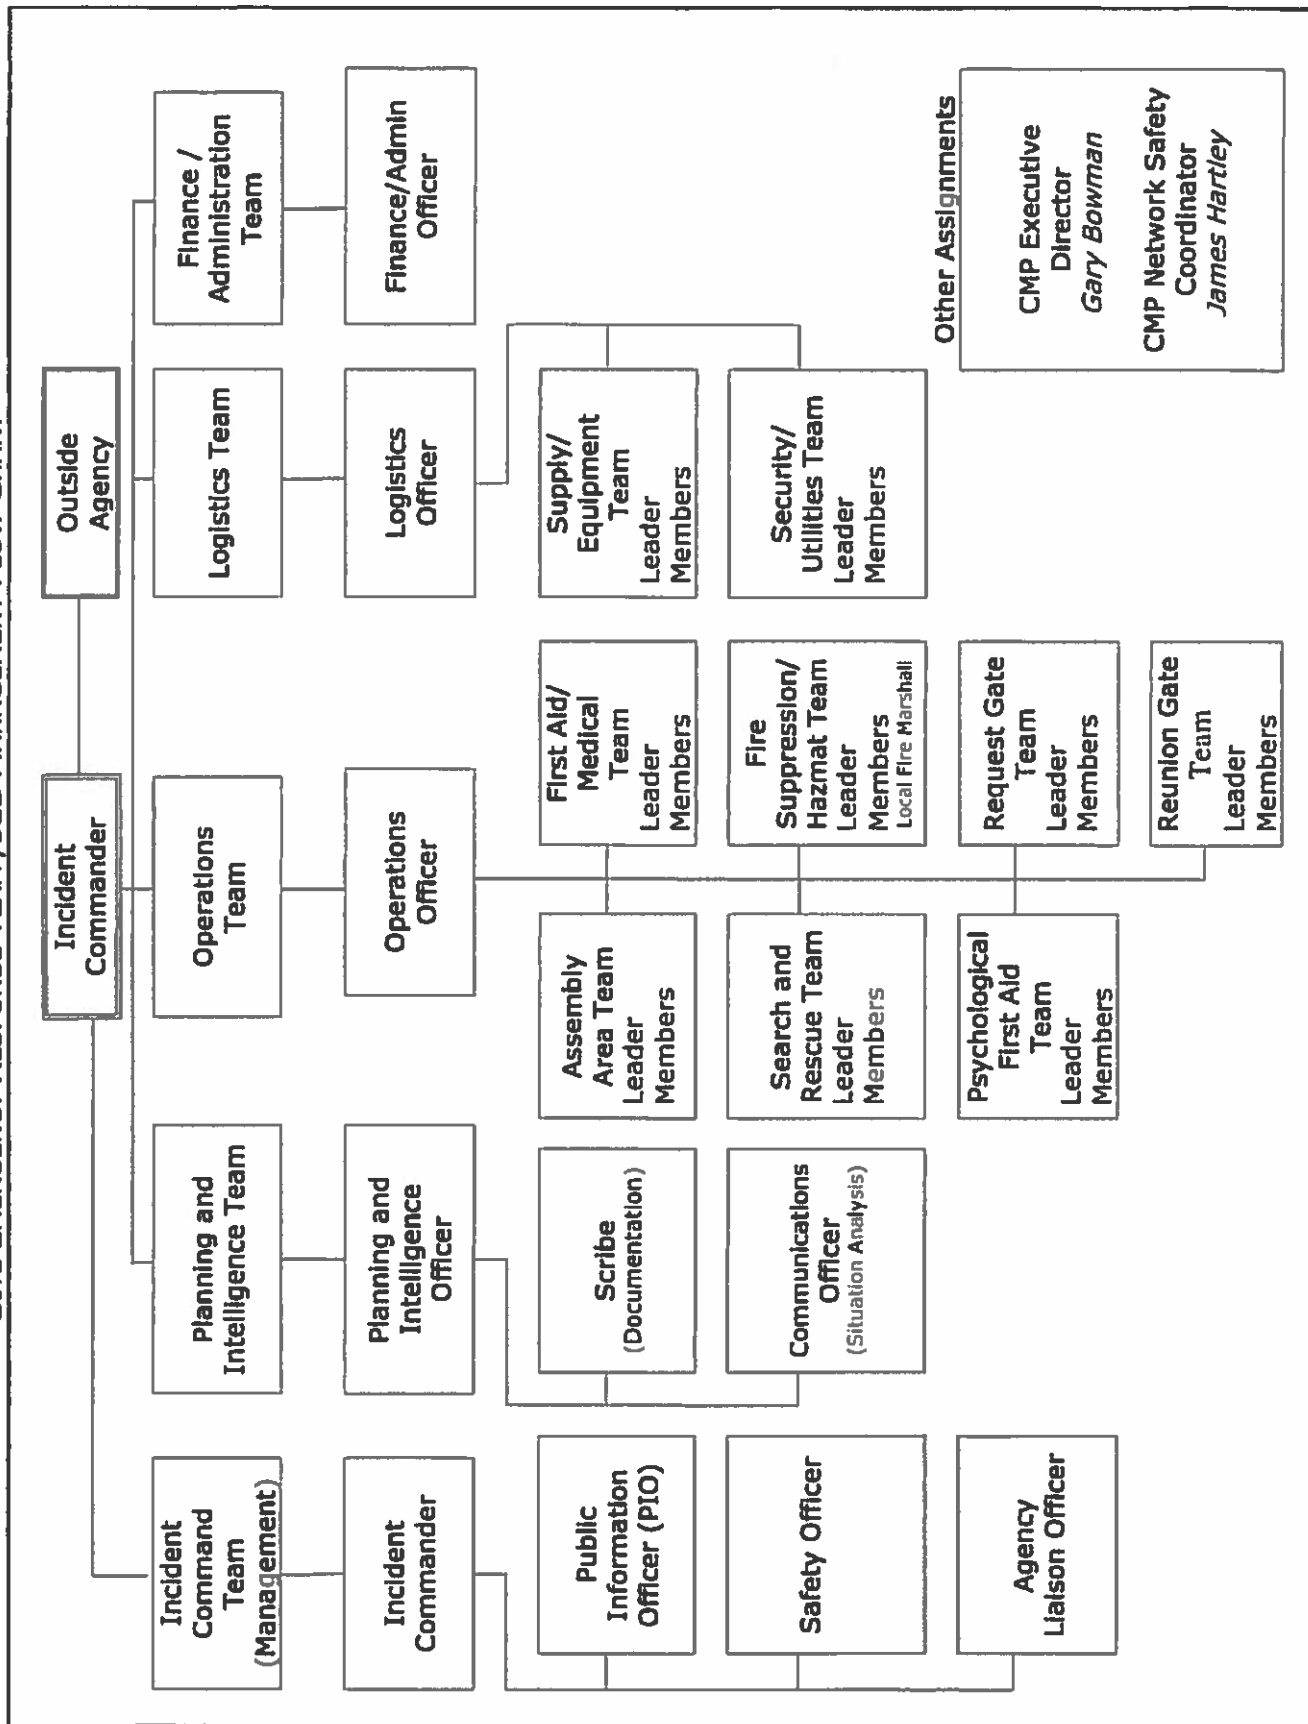 Incident
Commander
Outside
Agency
Incident
Command
Team
(Management)
Planning and
Intelligence Team
Operations
Team
Logistics Team
Finance /
Administration
Team
Incident
Commander
Planning and
Intelligence
Officer
Operations
Officer
Logistics
Officer
Finance/Admin
Officer
Public
Information
Officer (PIO)
Scribe
(Documentation)
Assembly
Area Team
Leader
Members
First Aid/
Medical
Team
Leader
Members
Supply/
Equipment
Team
Leader
Members
Safety Officer
Communications
Officer
(Situation Analysis)
Search and
Rescue Team
Leader
Members
Fire
Suppression/
Hazmat Team
Leader
Members
Local Fire Marshall
Security/
Utilities Team
Leader
Members
Agency
Liaison Officer
Psychological
First Aid
Team
Leader
Members
Request Gate
Team
Leader
Members
Reunion Gate
Team
Leader
Members
Other Assignments
CMP Executive
Director
Gary Bowman
CMP Network Safety
Coordinator
James Hartley